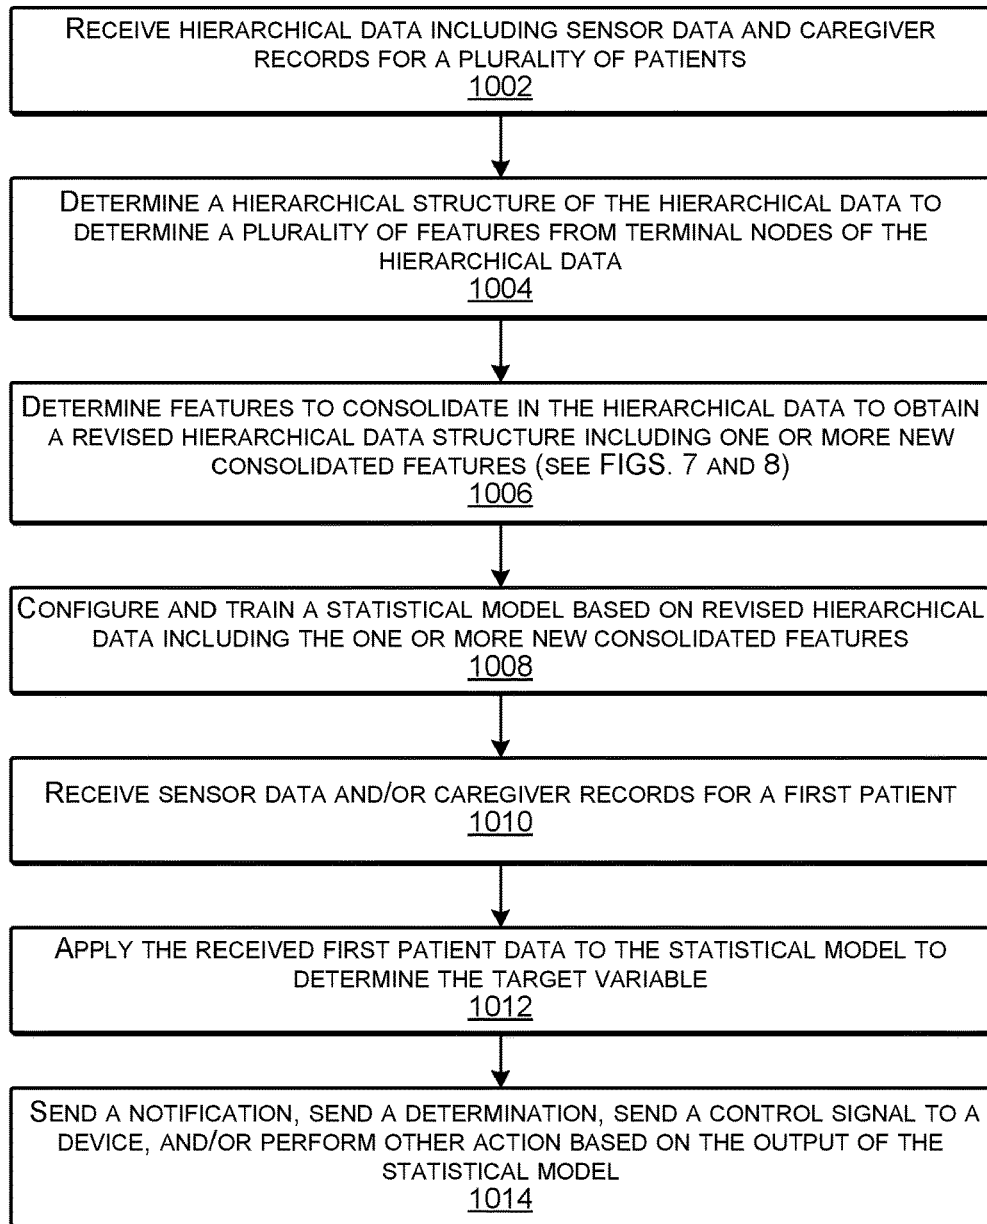 RECEIVE HIERARCHICAL DATA INCLUDING SENSOR DATA AND CAREGIVER
RECORDS FOR A PLURALITY OF PATIENTS
1002
DETERMINE A HIERARCHICAL STRUCTURE OF THE HIERARCHICAL DATA TO
DETERMINE A PLURALITY OF FEATURES FROM TERMINAL NODES OF THE
HIERARCHICAL DATA
1004
DETERMINE FEATURES TO CONSOLIDATE IN THE HIERARCHICAL DATA TO OBTAIN
A REVISED HIERARCHICAL DATA STRUCTURE INCLUDING ONE OR MORE NEW
CONSOLIDATED FEATURES (SEE FIGS. 7 AND 8)
1006
CONFIGURE AND TRAIN A STATISTICAL MODEL BASED ON REVISED HIERARCHICAL
DATA INCLUDING THE ONE OR MORE NEW CONSOLIDATED FEATURES
1008
RECEIVE SENSOR DATA AND/OR CAREGIVER RECORDS FOR A FIRST PATIENT
1010
APPLY THE RECEIVED FIRST PATIENT DATA TO THE STATISTICAL MODEL TO
DETERMINE THE TARGET VARIABLE
1012
SEND A NOTIFICATION, SEND A DETERMINATION, SEND A CONTROL SIGNAL TO A
DEVICE, AND/OR PERFORM OTHER ACTION BASED ON THE OUTPUT OF THE
STATISTICAL MODEL
1014